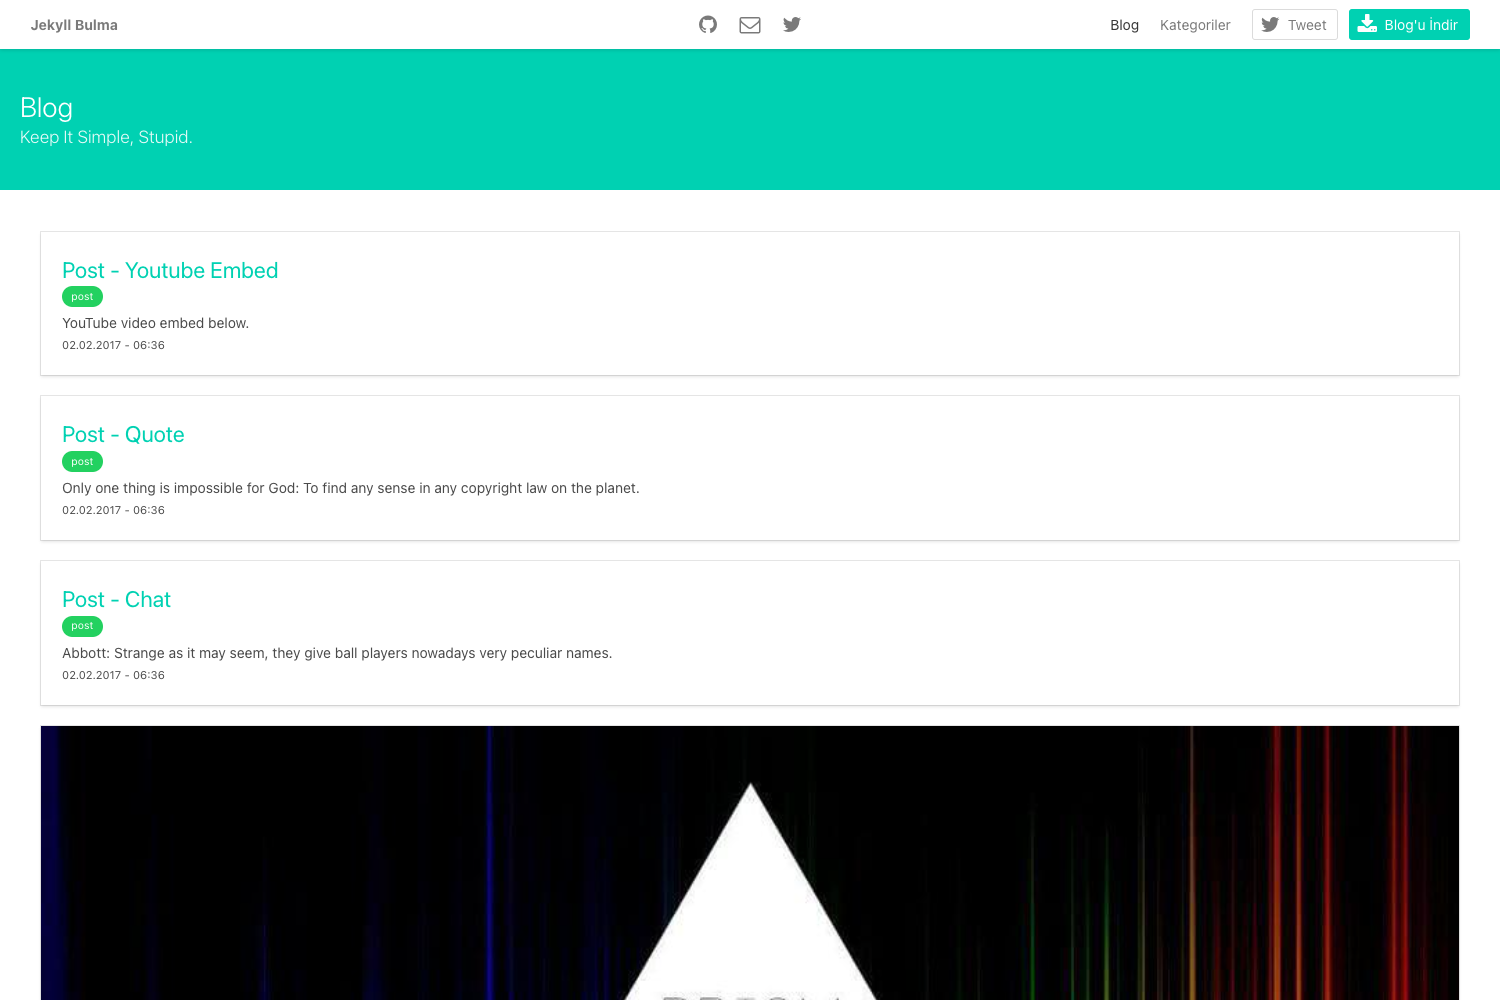 Jekyll Bulma
Blog
Kategoriler
Tweet
Blog'u İndir
Blog
Keep It Simple, Stupid.
Post - Youtube Embed
post
YouTube video embed below.
02.02.2017 - 06:36
Post - Quote
post
Only one thing is impossible for God: To find any sense in any copyright law on the planet.
02.02.2017 - 06:36
Post - Chat
post
Abbott: Strange as it may seem, they give ball players nowadays very peculiar names.
02.02.2017 - 06:36